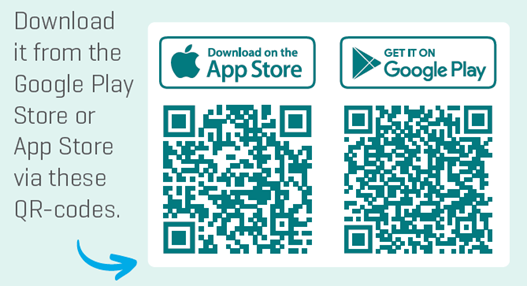 Download
it from the
Google Play
Store or
App Store
via these
QR-codes.
Download on the
App Store
GET IT ON
Google Play